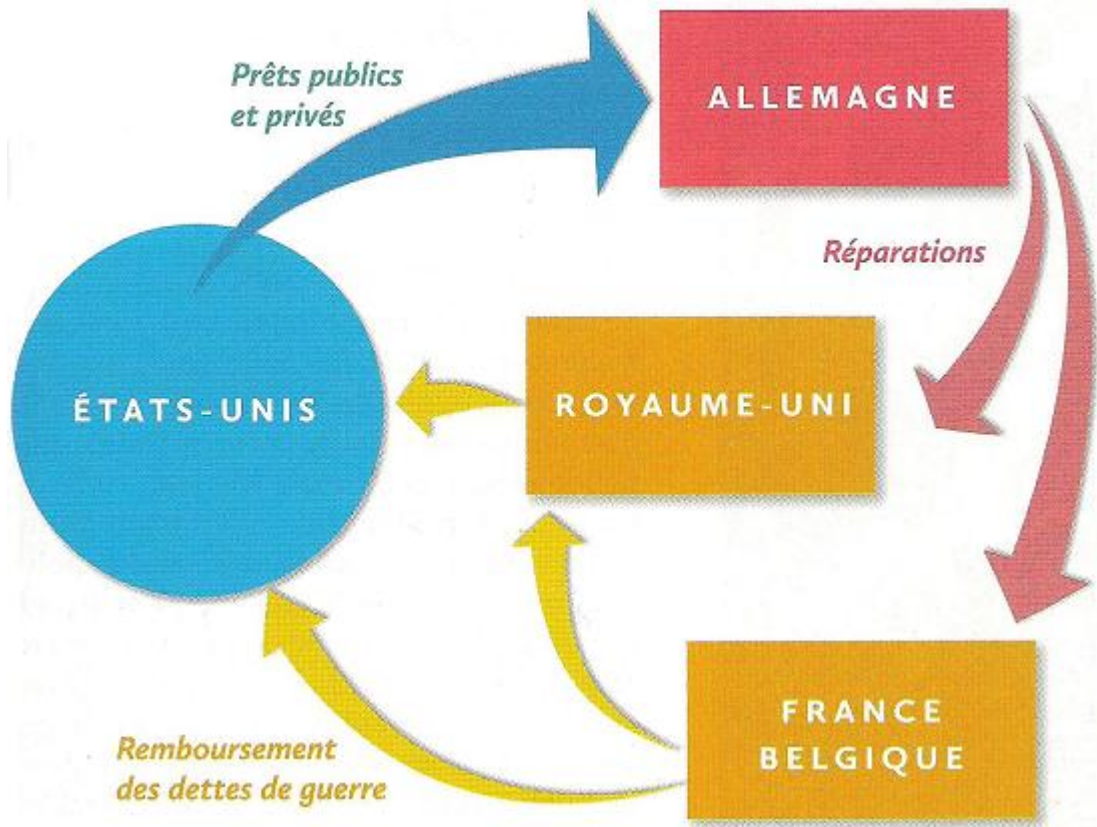 Prêts publics
et privés
ALLEMAGNE
Réparations
ÉTATS-UNIS
ROYAUME-UNI
FRANCE
BELGIQUE
Remboursement
des dettes de guerre